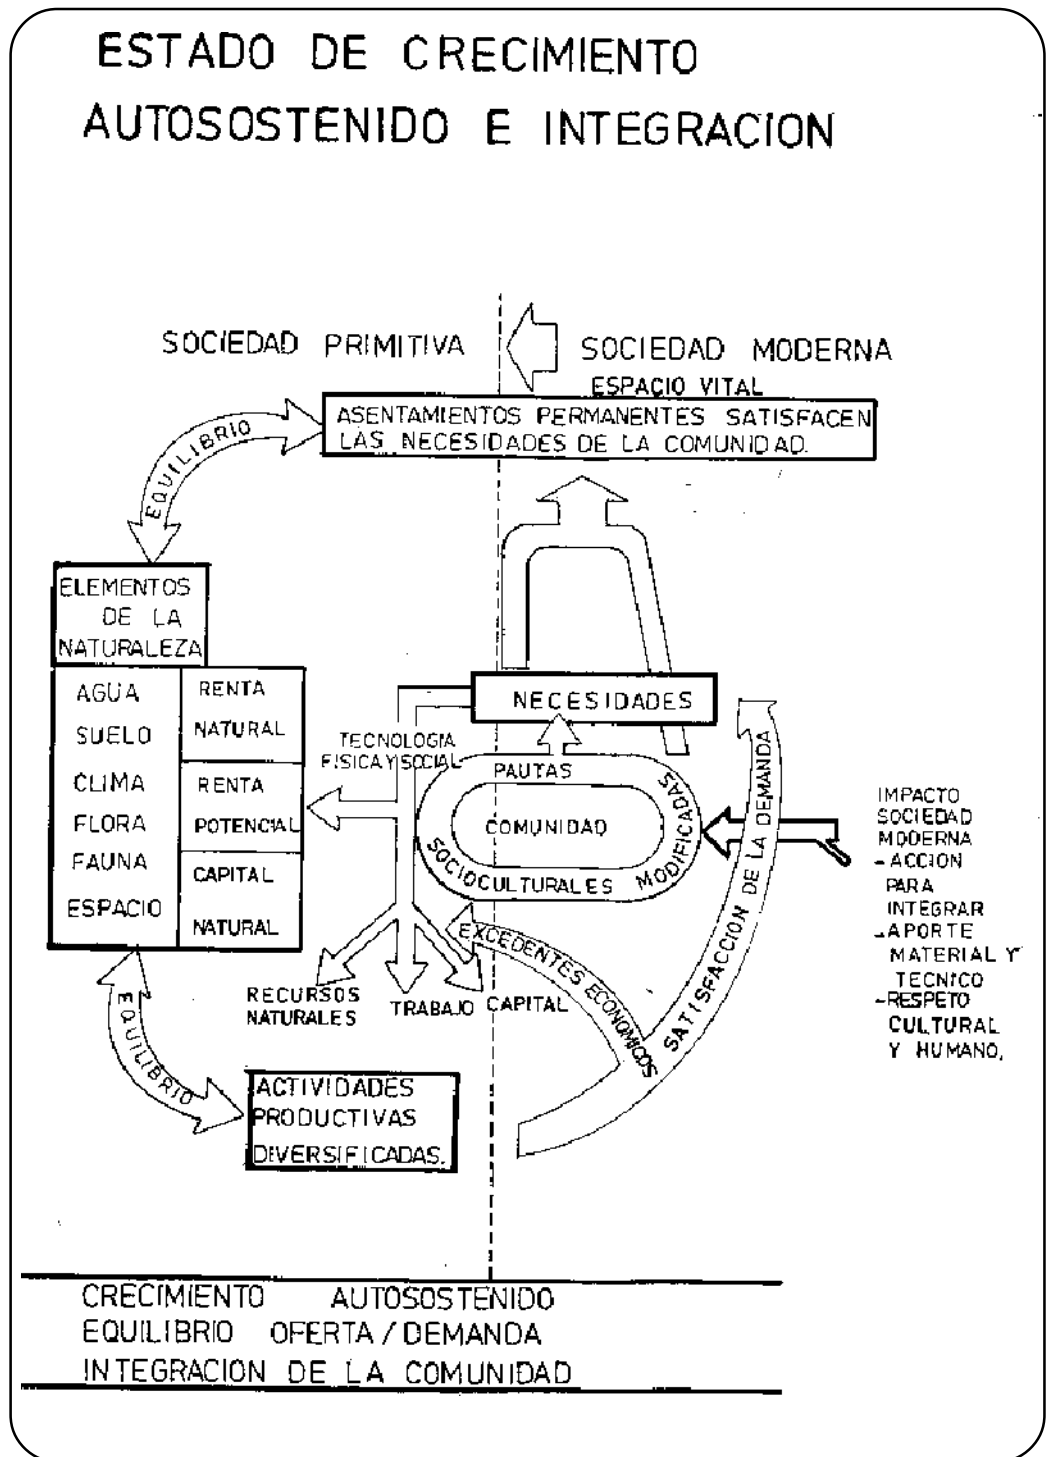 ESTADO DE CRECIMIENTO
AUTOSOSTENIDO E INTEGRACION
SOCIEDAD PRIMITIVA
SOCIEDAD MODERNA
ESPACIO VITAL
ASENTAMIENTOS PERMANENTES SATISFACEN
LAS NECESIDADES DE LA COMUNIDAD.
EQUILIBRIO
ELEMENTOS
DE LA
NATURALEZA
AGUA
SUELO
CLIMA
FLORA
FAUNA
ESPACIO
RENTA
NATURAL
RENTA
POTENCIAL
CAPITAL
NATURAL
NECESIDADES
TECNOLOGIA
FISICA Y SOCIAL
PAUTAS
SOCIOCULTURALES MODIFICADAS
COMUNIDAD
SATISFACCION DE LA DEMANDA
EXCEDENTES ECONOMICOS
IMPACTO
SOCIEDAD
MODERNA
-ACCION
PARA
INTEGRAR
-APORTE
MATERIAL Y
TECNICO
-RESPETO
CULTURAL
Y HUMANO.
RECURSOS
NATURALES
TRABAJO
CAPITAL
EQUILIBRIO
ACTIVIDADES
PRODUCTIVAS
DIVERSIFICADAS.
CRECIMIENTO AUTOSOSTENIDO
EQUILIBRIO OFERTA / DEMANDA
INTEGRACION DE LA COMUNIDAD